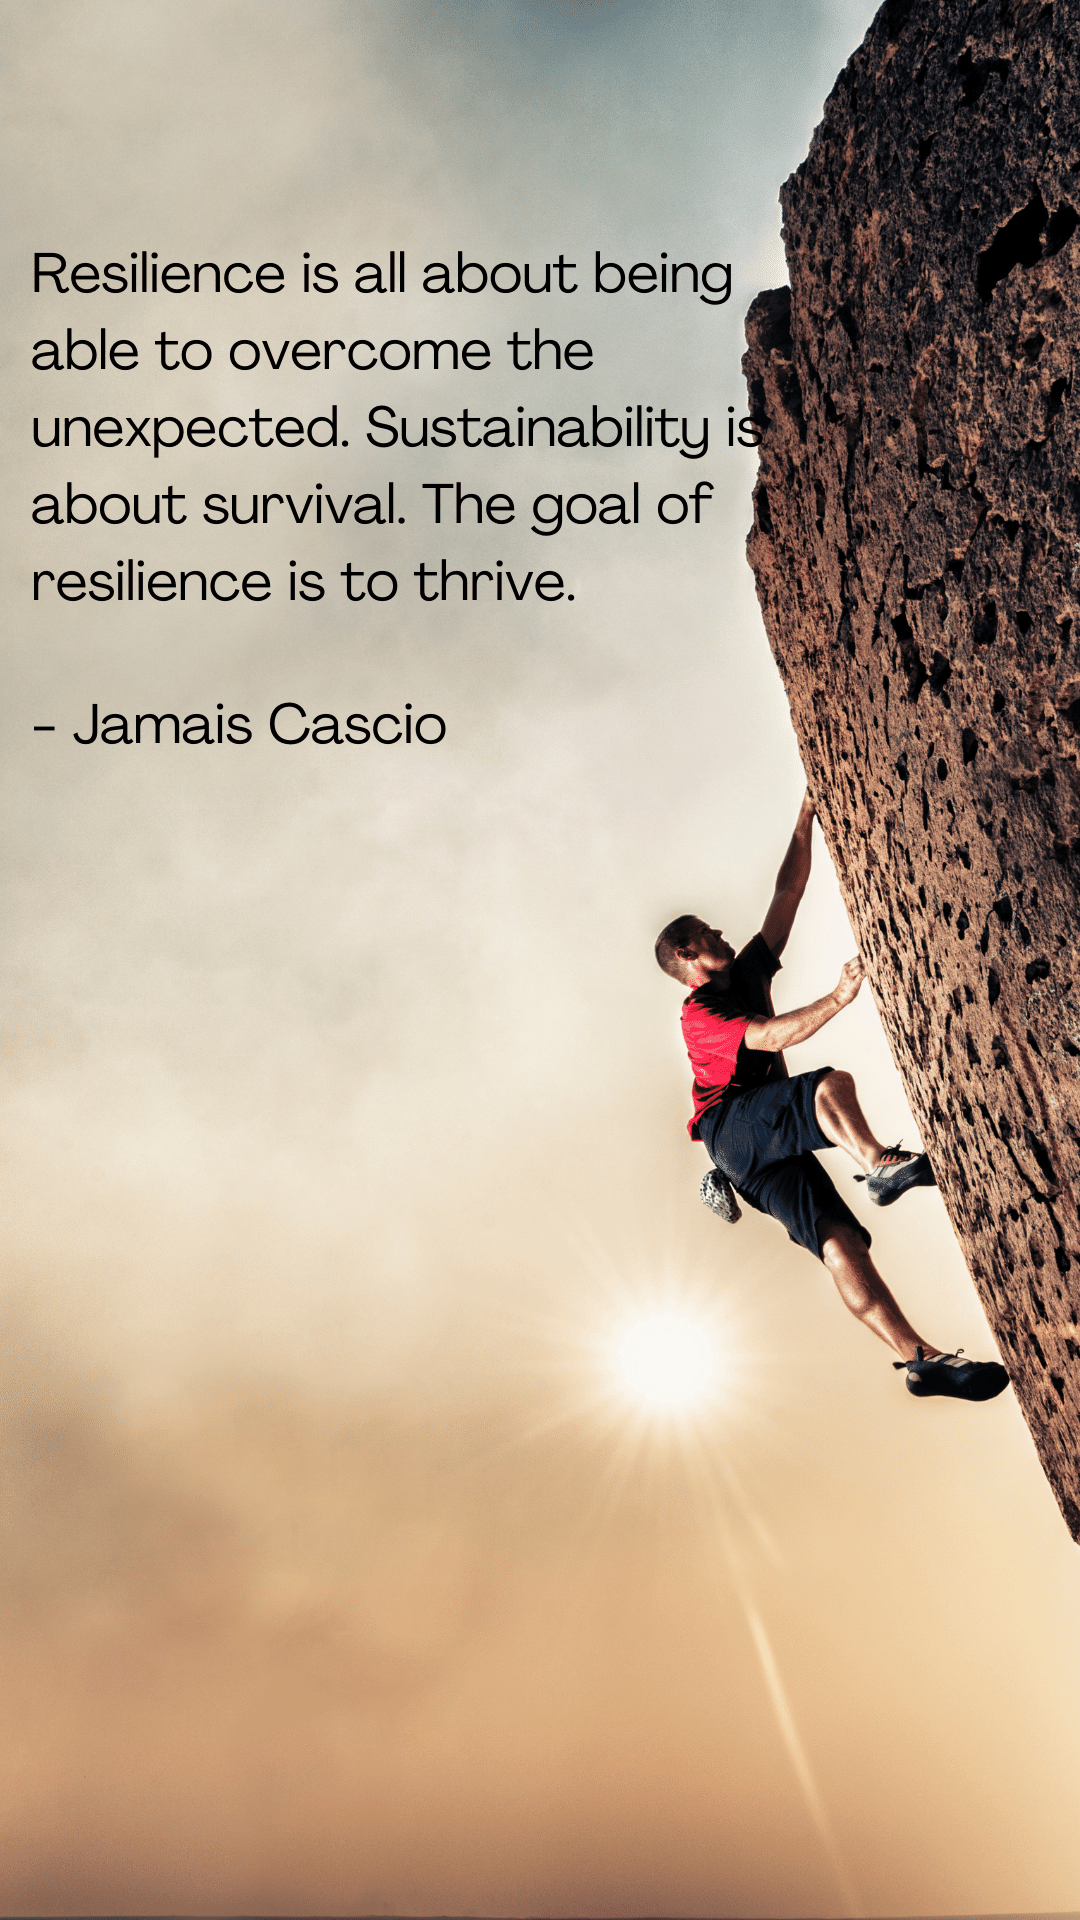 Resilience is all about being
able to overcome the
unexpected. Sustainability is
about survival. The goal of
resilience is to thrive.
- Jamais Cascio